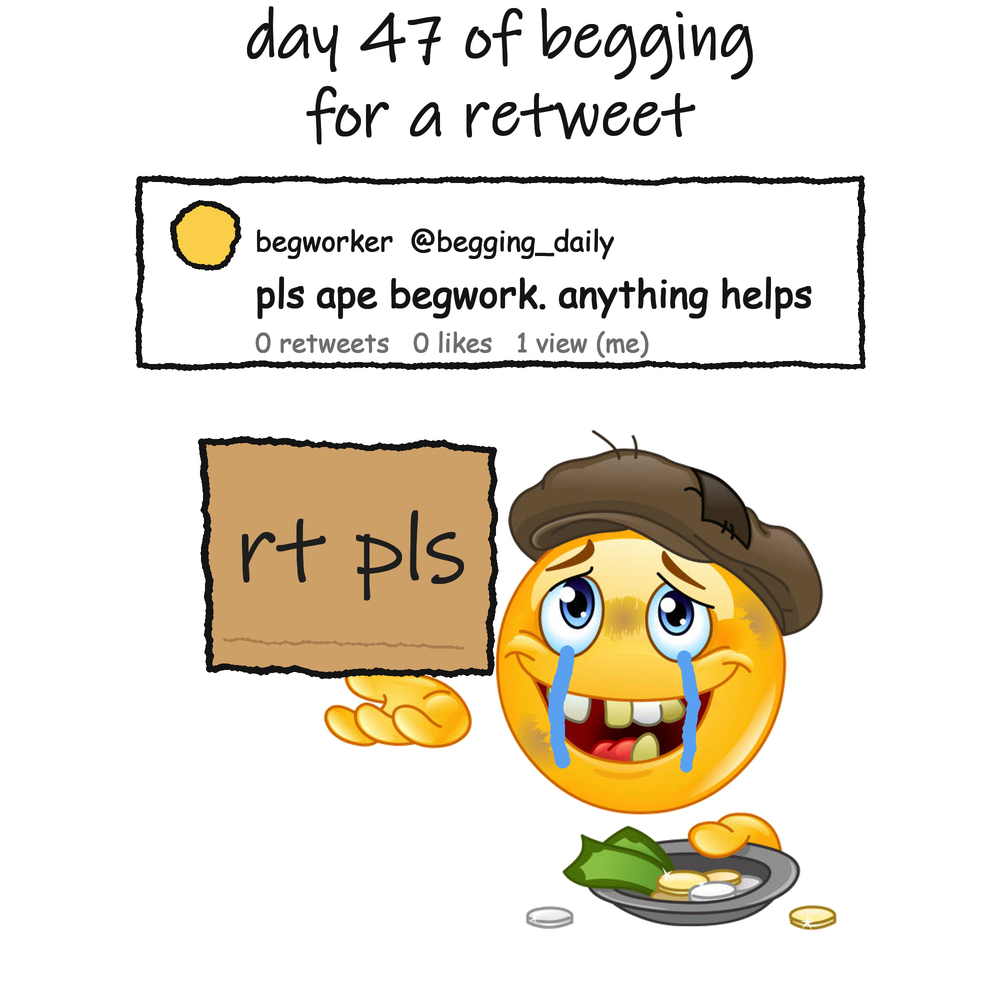 day 47 of begging
for a retweet
begworker @begging_daily
pls ape begwork. anything helps
0 retweets 0 likes 1 view (me)
rt pls